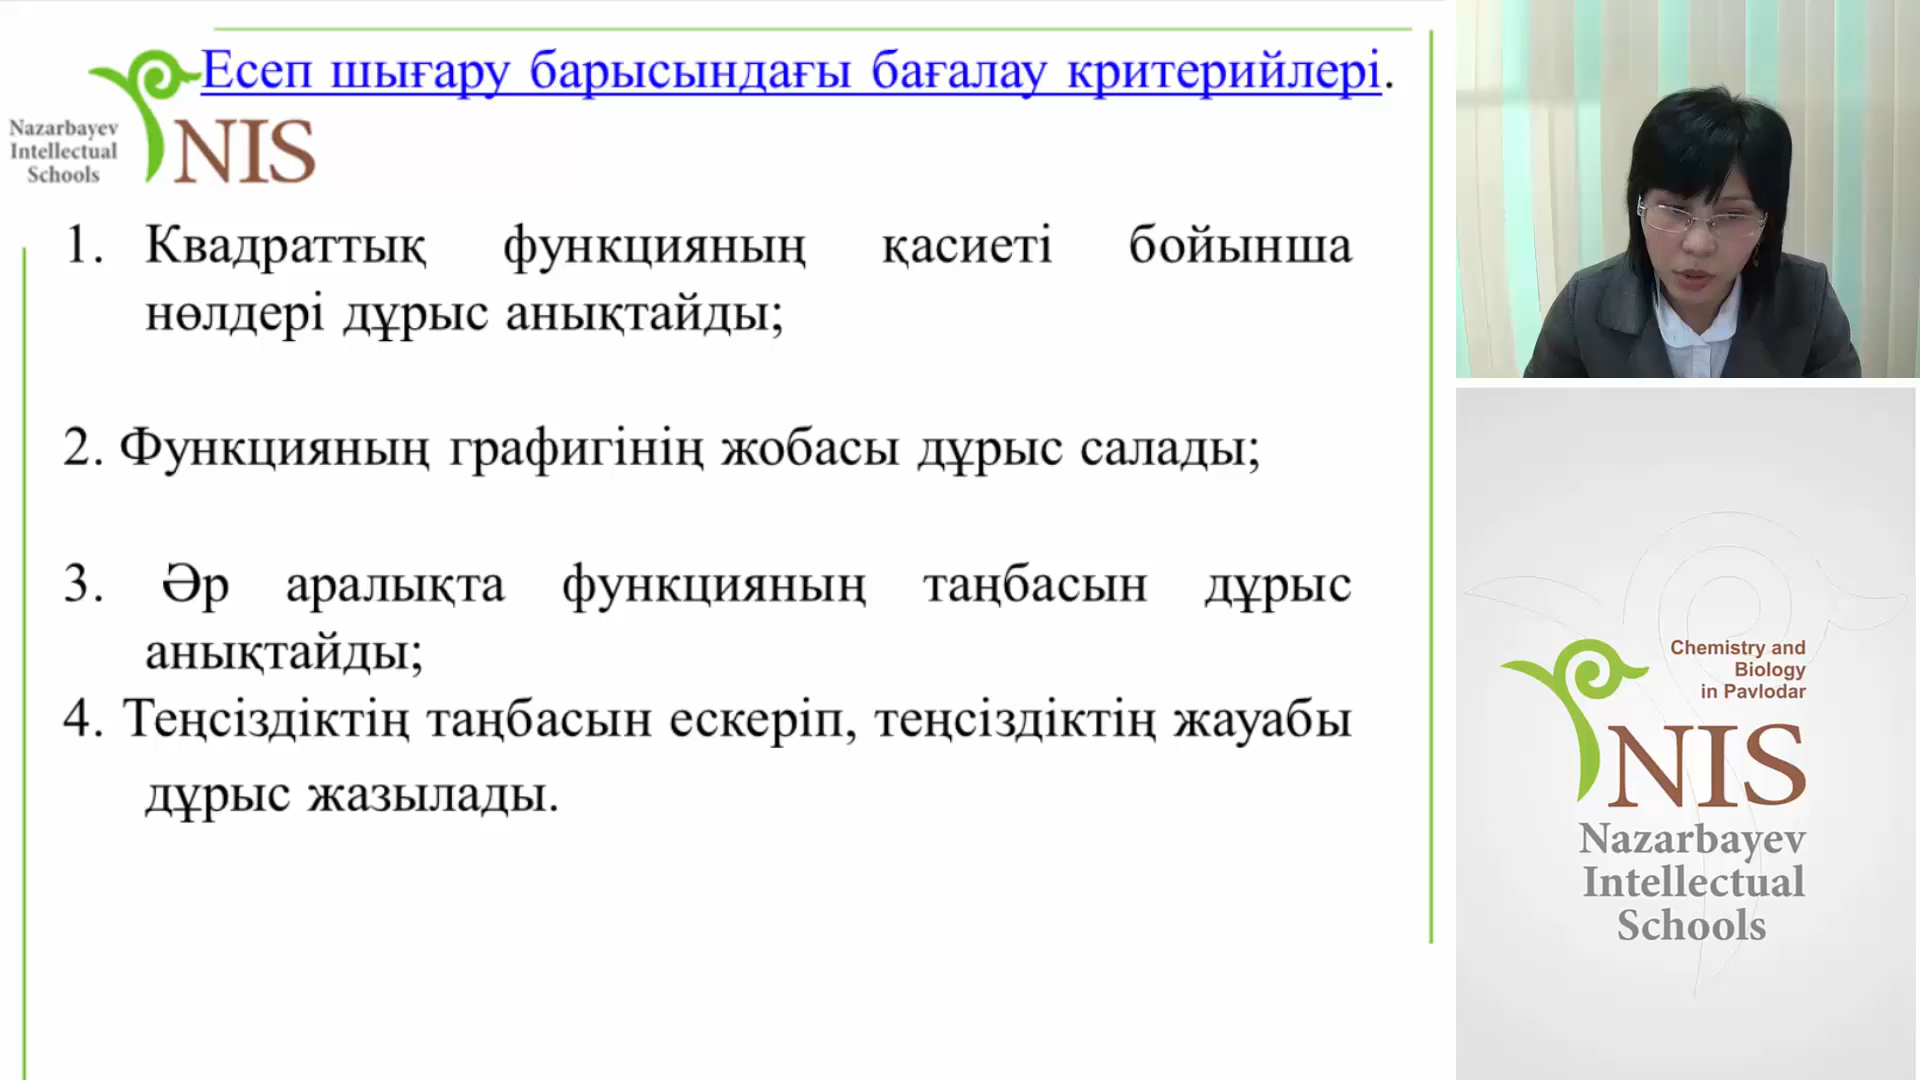 Есеп шығару барысындағы бағалау критерийлері.
Nazarbayev
Intellectual
Schools
NIS
1. Квадраттық функцияның қасиеті бойынша
нөлдері дұрыс анықтайды;
2. Функцияның графигінің жобасы дұрыс салады;
3. Әр аралықта функцияның таңбасын дұрыс
анықтайды;
4. Теңсіздіктің таңбасын ескеріп, теңсіздіктің жауабы
дұрыс жазылады.
Chemistry and
Biology
in Pavlodar
NIS
Nazarbayev
Intellectual
Schools